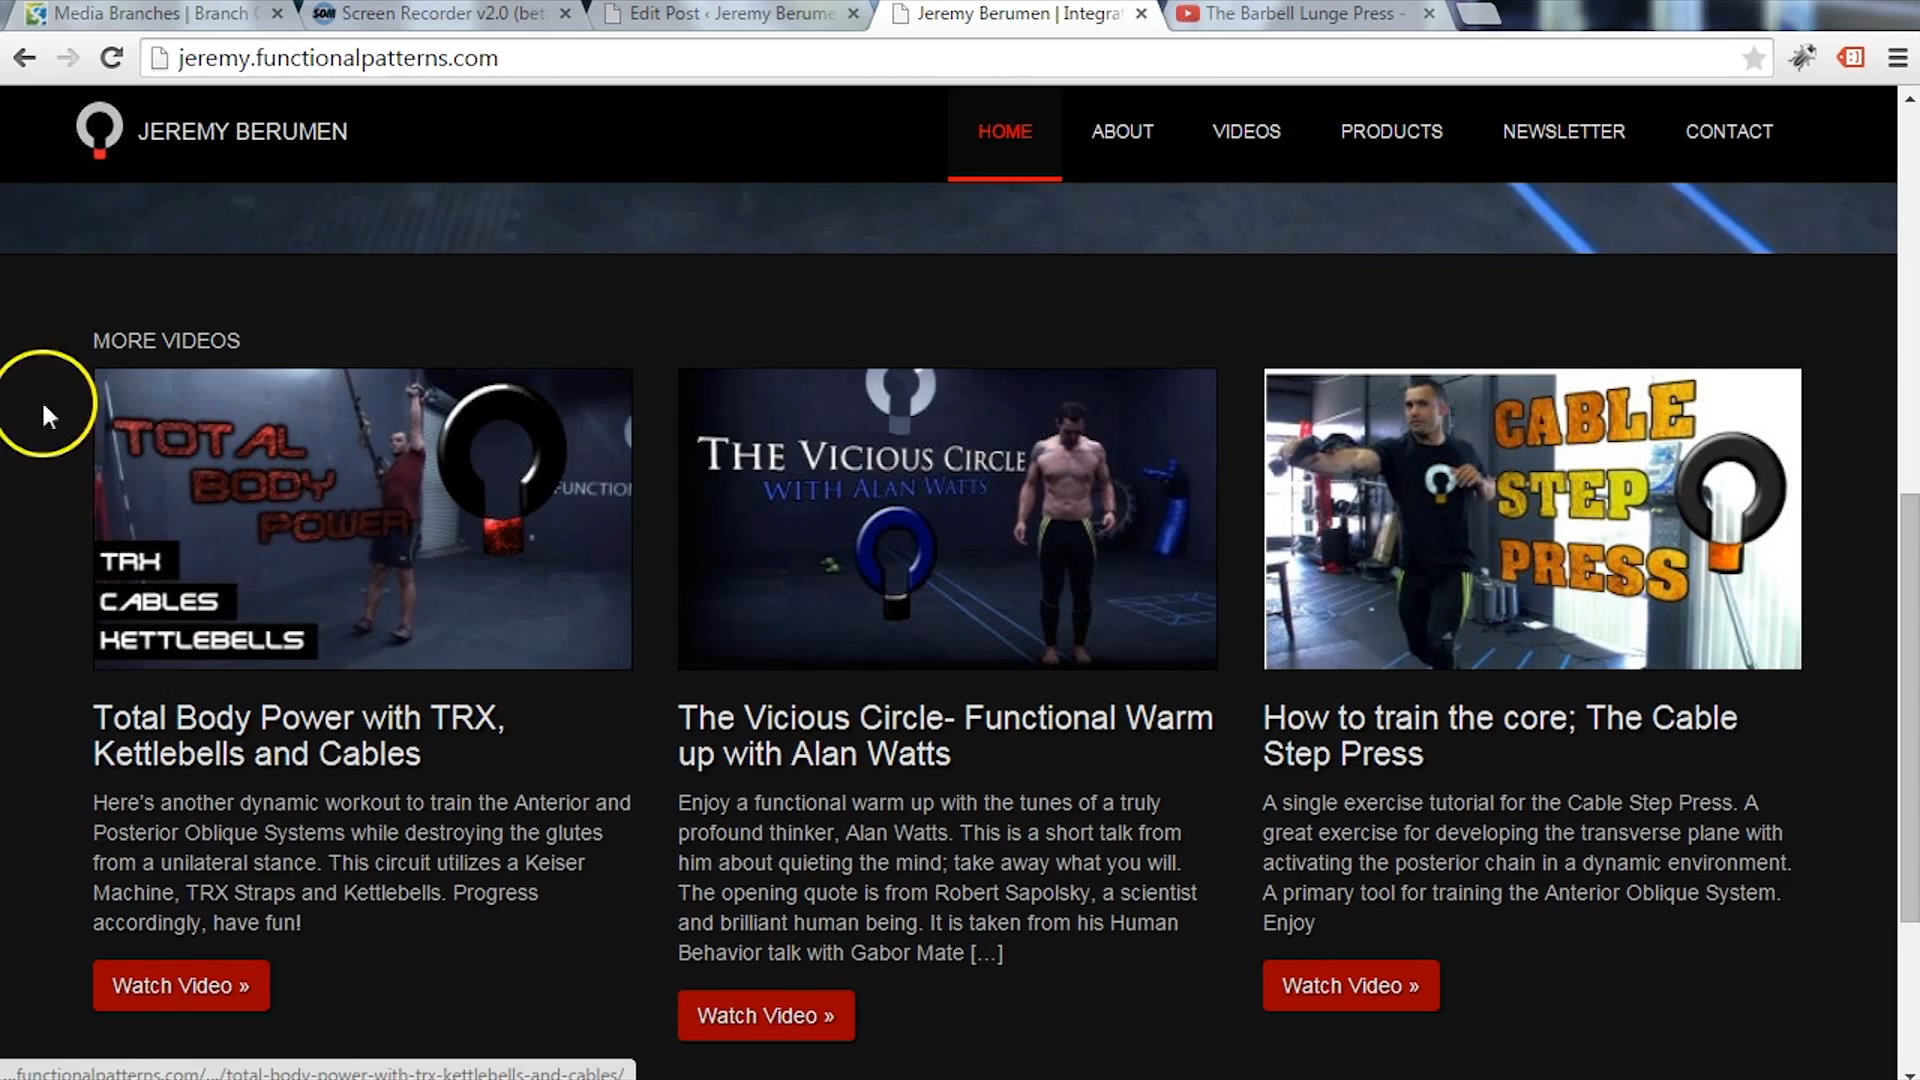 Media Branches | Branch
SOM Screen Recorder v2.0 (bet
Edit Post ‹ Jeremy Berume
Jeremy Berumen | Integra
The Barbell Lunge Press -
jeremy.functionalpatterns.com
JEREMY BERUMEN
HOME
ABOUT
VIDEOS
PRODUCTS
NEWSLETTER
CONTACT
MORE VIDEOS
TOTAL
BODY
POWER
FUNCTIO
TRX
CABLES
KETTLEBELLS
THE VICIOUS CIRCLE
WITH ALAN WATTS
CABLE
STEP
PRESS
Total Body Power with TRX,
Kettlebells and Cables
Here's another dynamic workout to train the Anterior and
Posterior Oblique Systems while destroying the glutes
from a unilateral stance. This circuit utilizes a Keiser
Machine, TRX Straps and Kettlebells. Progress
accordingly, have fun!
Watch Video »
The Vicious Circle- Functional Warm
up with Alan Watts
Enjoy a functional warm up with the tunes of a truly
profound thinker, Alan Watts. This is a short talk from
him about quieting the mind; take away what you will.
The opening quote is from Robert Sapolsky, a scientist
and brilliant human being. It is taken from his Human
Behavior talk with Gabor Mate [...]
Watch Video »
How to train the core; The Cable
Step Press
A single exercise tutorial for the Cable Step Press. A
great exercise for developing the transverse plane with
activating the posterior chain in a dynamic environment.
A primary tool for training the Anterior Oblique System.
Enjoy
Watch Video »
...functionalpatterns.com/.../total-body-power-with-trx-kettlebells-and-cables/